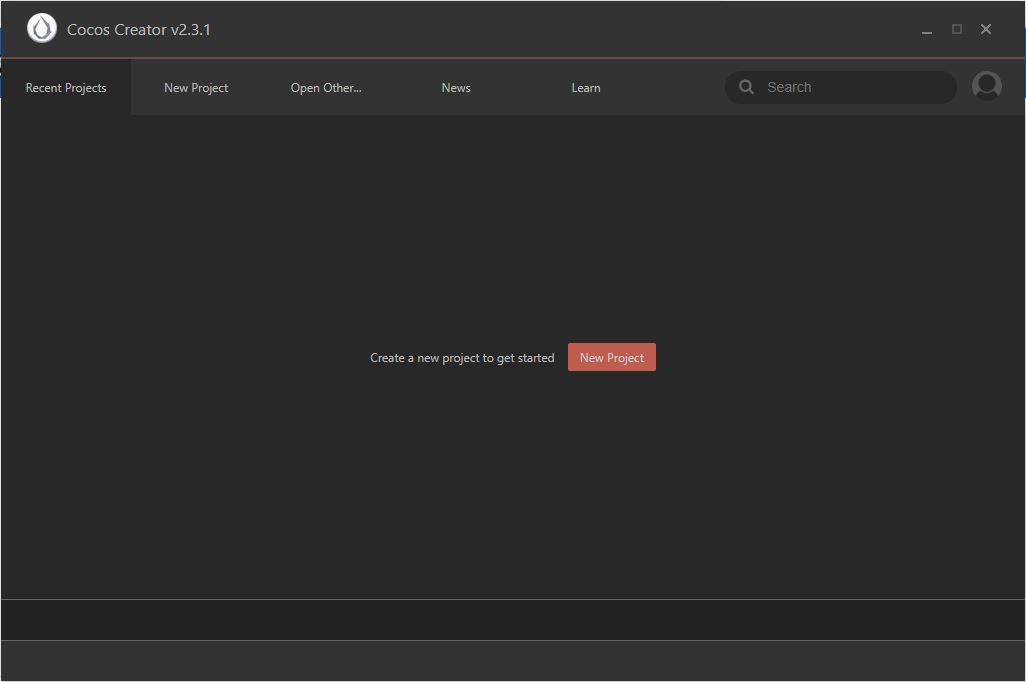 Cocos Creator v2.3.1
Recent Projects
New Project
Open Other...
News
Learn
Search
Create a new project to get started
New Project